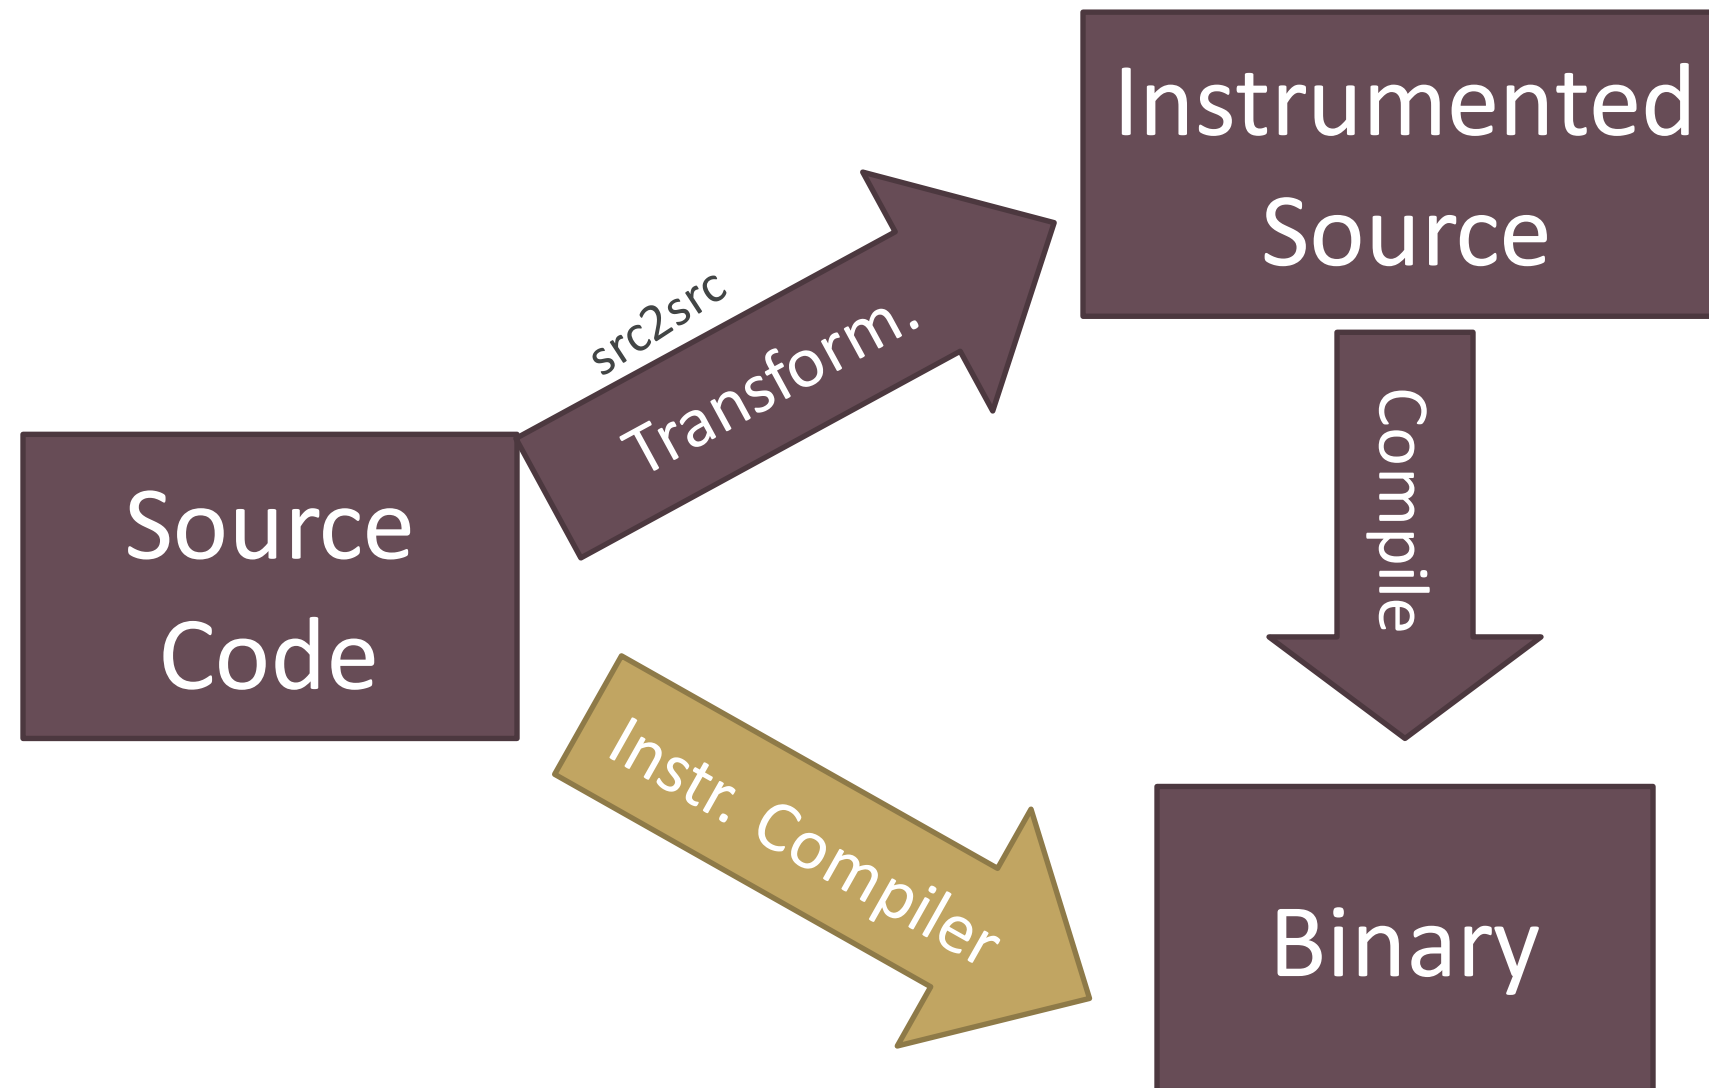 Instrumented
Source
src2src
Transform.
Compile
Source
Code
Instr. Compiler
Binary